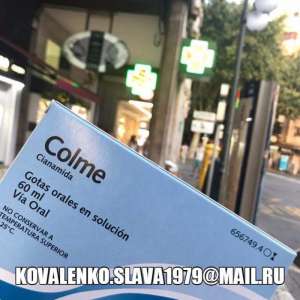 Colme
Cianamida
Gotas orales en solución
60 ml
Vía Oral
NO CONSERVAR A
TEMPERATURA SUPERIOR
25°C
656749.4
KOVALENKO.SLAVA1979@MAIL.RU